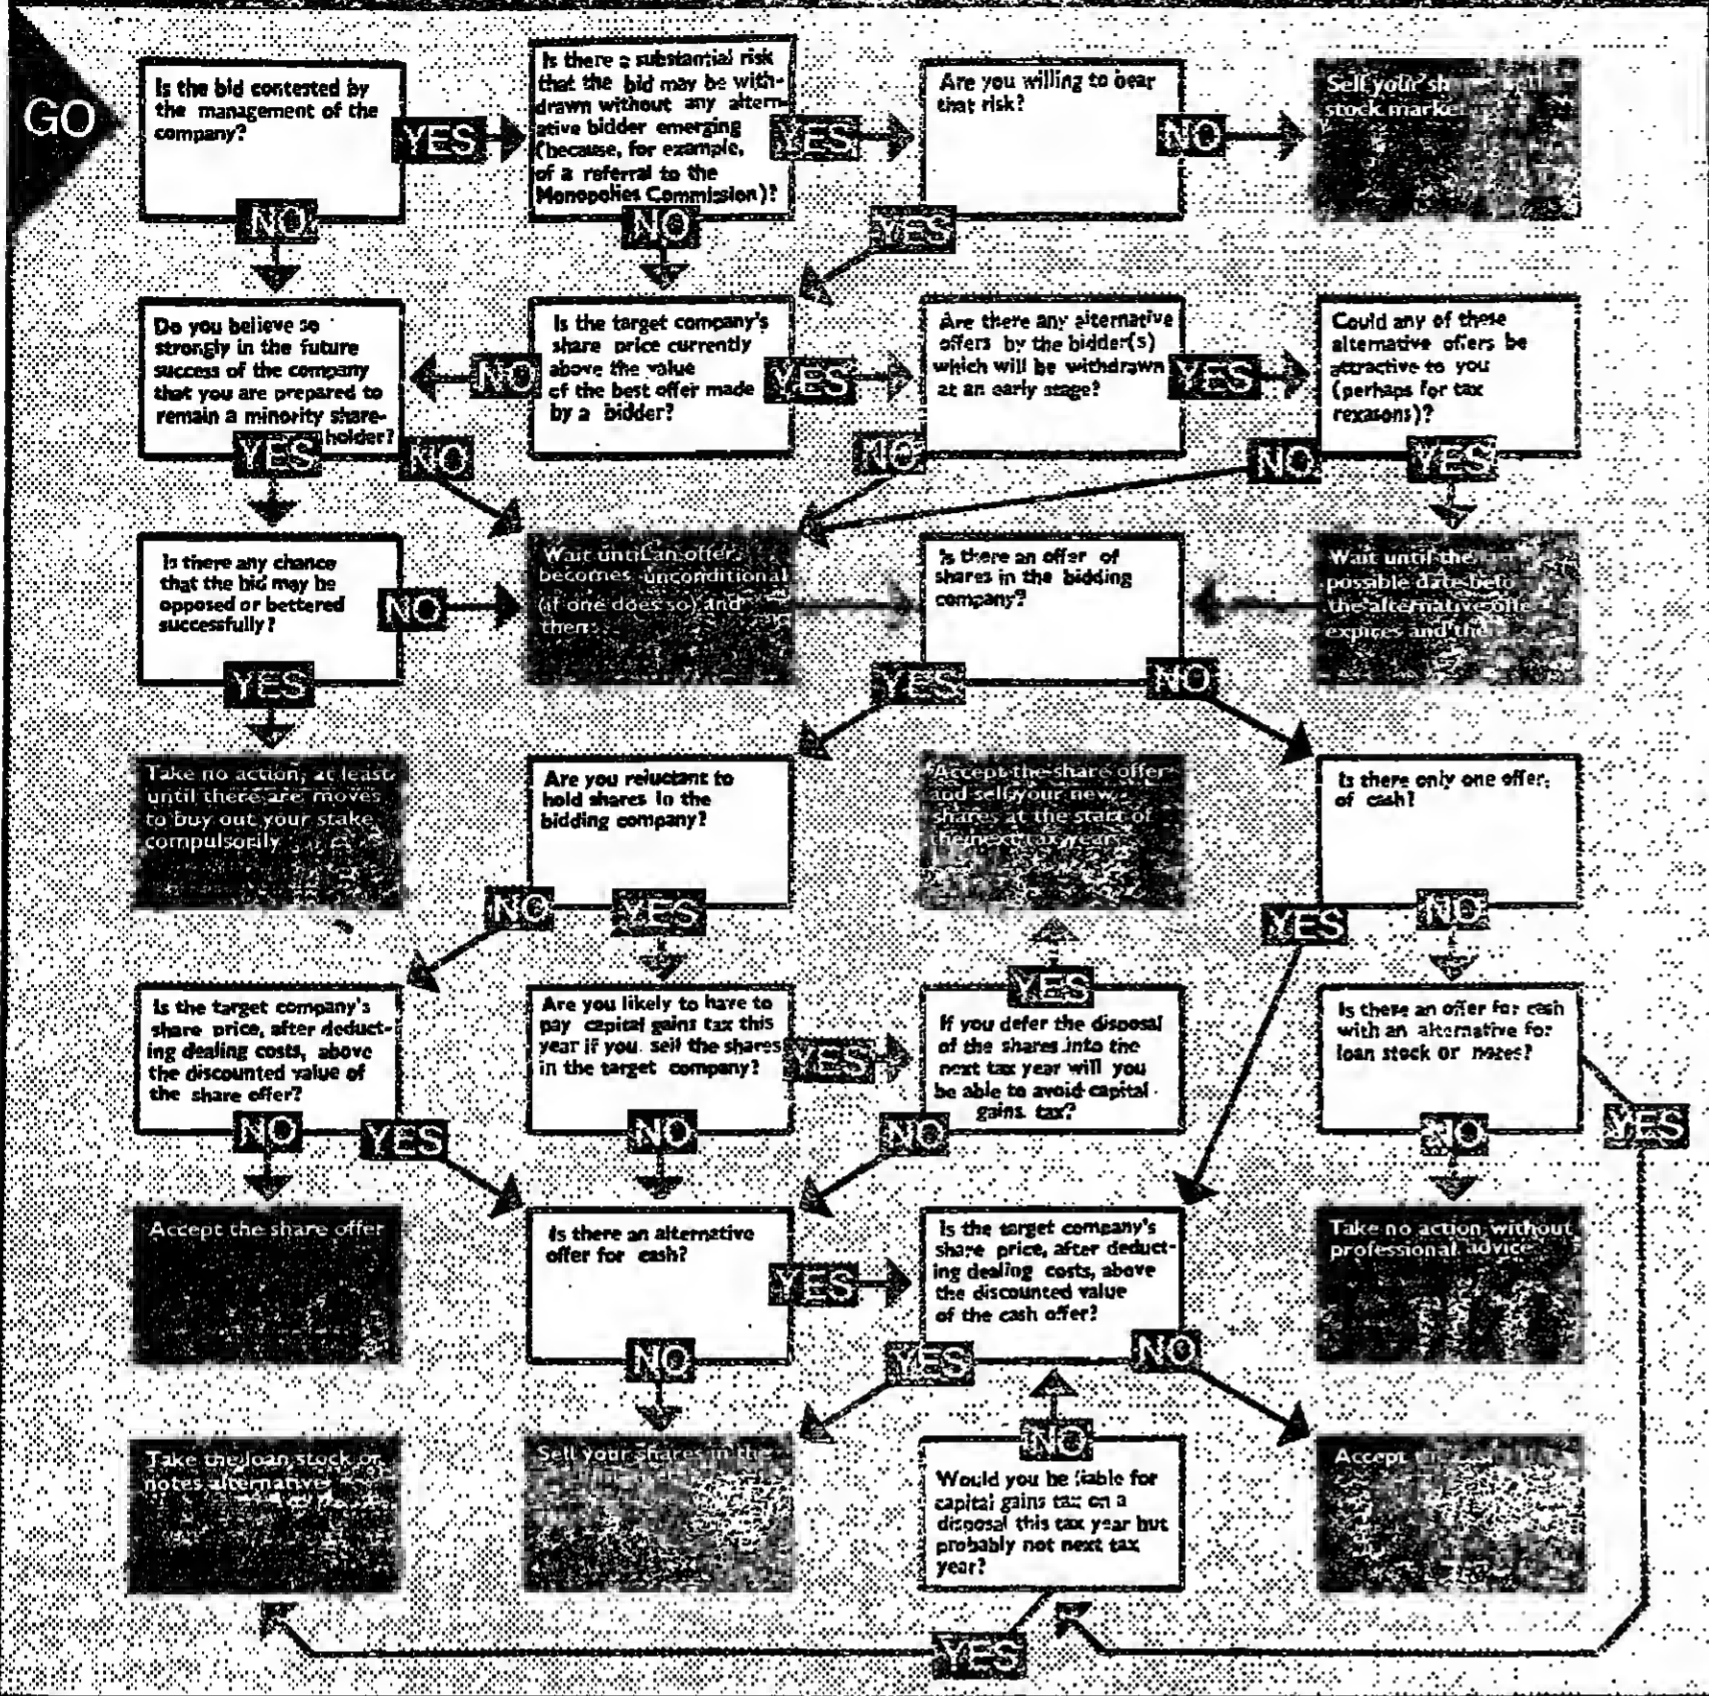 GO
Is the bid contested by
the management of the
company?
YES
NO
Is there a substantial risk
that the bid may be with-
drawn without any altern-
ative bidder emerging
(because, for example,
of a referral to the
Monopolies Commission)?
YES
NO
Are you willing to bear
that risk?
NO
YES
Sell your sh
stock marke
Do you believe so
strongly in the future
success of the company
that you are prepared to
remain a minority share-
holder?
YES
NO
Is the target company's
share price currently
above the value
of the best offer made
by a bidder?
NO
YES
Are there any alternative
offers by the bidder(s)
which will be withdrawn
at an early stage?
YES
NO
Could any of these
alternative offers be
attractive to you
(perhaps for tax
rexasons)?
NO
YES
Is there any chance
that the bid may be
opposed or bettered
successfully?
NO
YES
Wait until an offer
becomes unconditional
(if one does so) and
then
Is there an offer of
shares in the bidding
company?
YES
NO
Wait until the
possible date befo
the alternative offe
expires and the
Take no action, at least
until there are moves
to buy out your stake
compulsorily
Are you reluctant to
hold shares in the
bidding company?
NO
YES
Accept the share offer
and sell your new
shares at the start of
the next tax year
Is there only one offer,
of cash?
YES
NO
Is the target company's
share price, after deduct-
ing dealing costs, above
the discounted value of
the share offer?
NO
YES
Are you likely to have to
pay capital gains tax this
year if you sell the shares
in the target company?
YES
NO
YES
If you defer the disposal
of the shares into the
next tax year will you
be able to avoid capital
gains tax?
NO
Is there an offer for cash
with an alternative for
loan stock or notes?
NO
YES
Accept the share offer
Is there an alternative
offer for cash?
YES
NO
Is the target company's
share price, after deduct-
ing dealing costs, above
the discounted value
of the cash offer?
YES
NO
Take no action without
professional advice
Take the loan stock or
notes alternative
Sell your shares in the
NO
Would you be liable for
capital gains tax on a
disposal this tax year but
probably not next tax
year?
YES
Accept